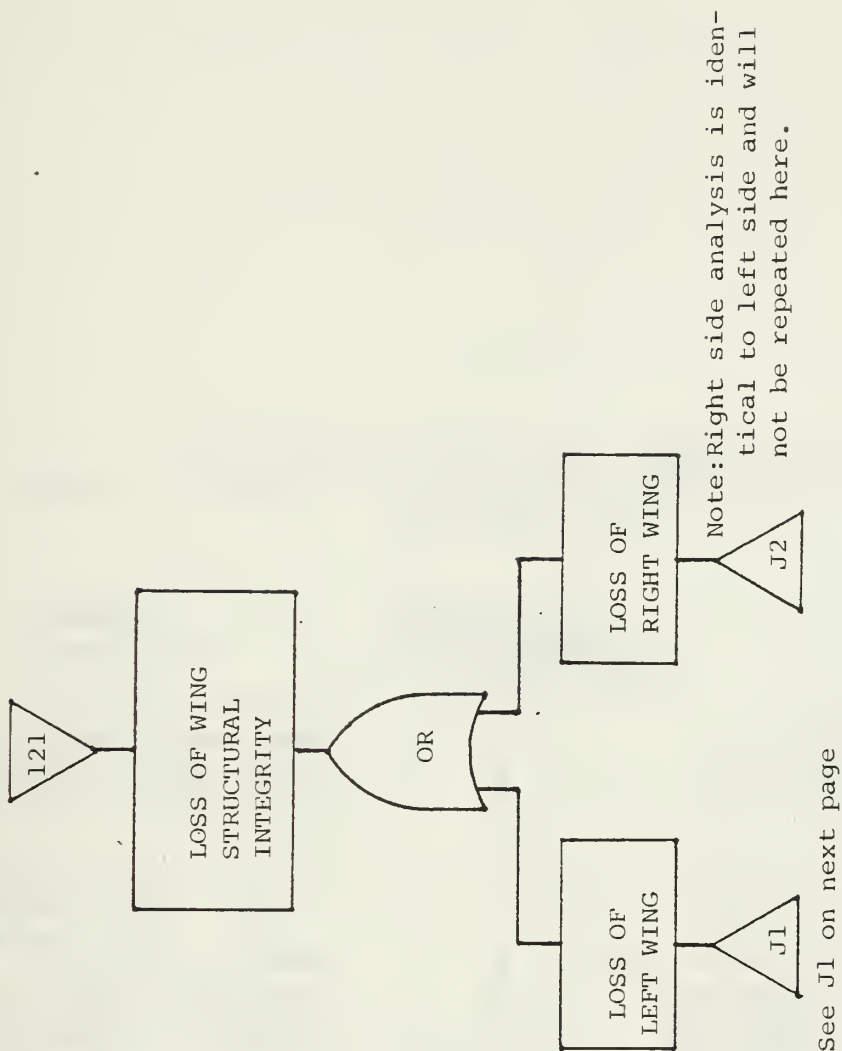 121
LOSS OF WING
STRUCTURAL
INTEGRITY
OR
LOSS OF
LEFT WING
LOSS OF
RIGHT WING
J1
J2
See J1 on next page
Note:Right side analysis is iden-
tical to left side and will
not be repeated here.